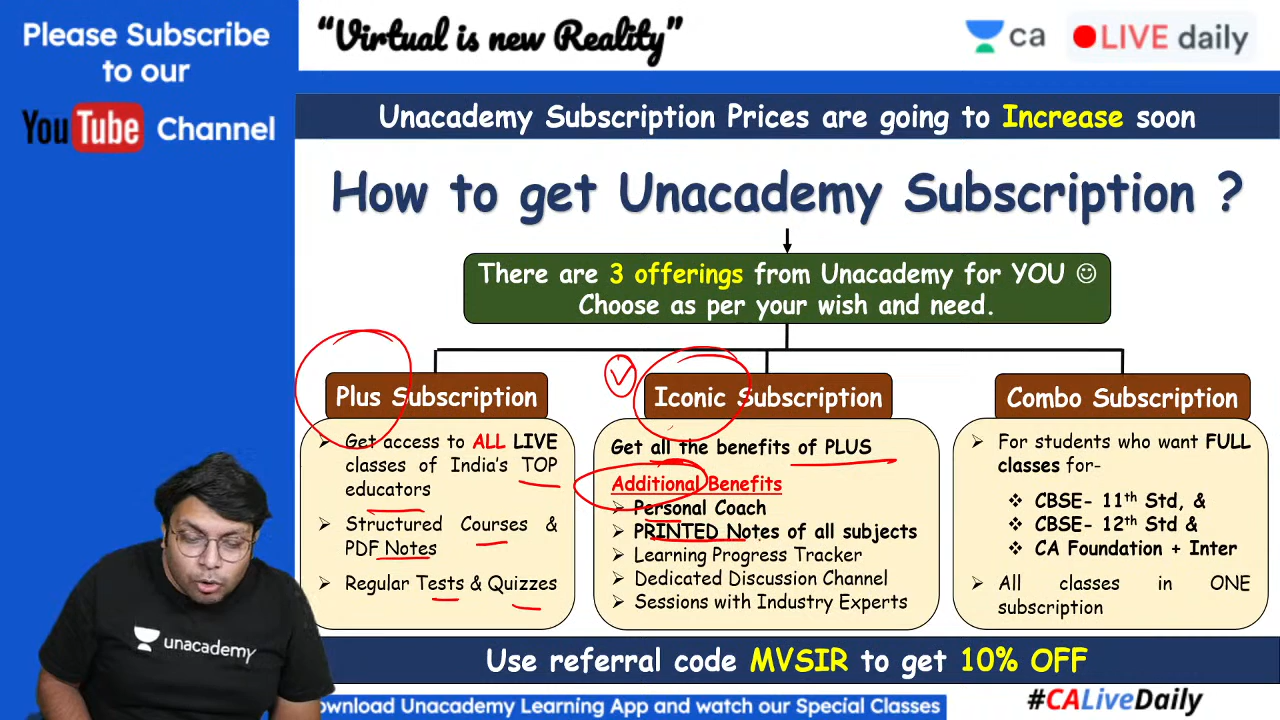 Please Subscribe
to our
YouTube Channel
“Virtual is new Reality”
ca LIVE daily
Unacademy Subscription Prices are going to Increase soon
How to get Unacademy Subscription ?
There are 3 offerings from Unacademy for YOU ☺
Choose as per your wish and need.
Plus Subscription
Get access to ALL LIVE
classes of India's TOP
educators
Structured Courses &
PDF Notes
Regular Tests & Quizzes
Iconic Subscription
Get all the benefits of PLUS
Additional Benefits
Personal Coach
PRINTED Notes of all subjects
Learning Progress Tracker
Dedicated Discussion Channel
Sessions with Industry Experts
Combo Subscription
For students who want FULL
classes for-
CBSE- 11th Std, &
CBSE- 12th Std &
CA Foundation + Inter
All classes in ONE
subscription
unacademy
Use referral code MVSIR to get 10% OFF
ownload Unacademy Learning App and watch our Special Classes
#CALiveDaily